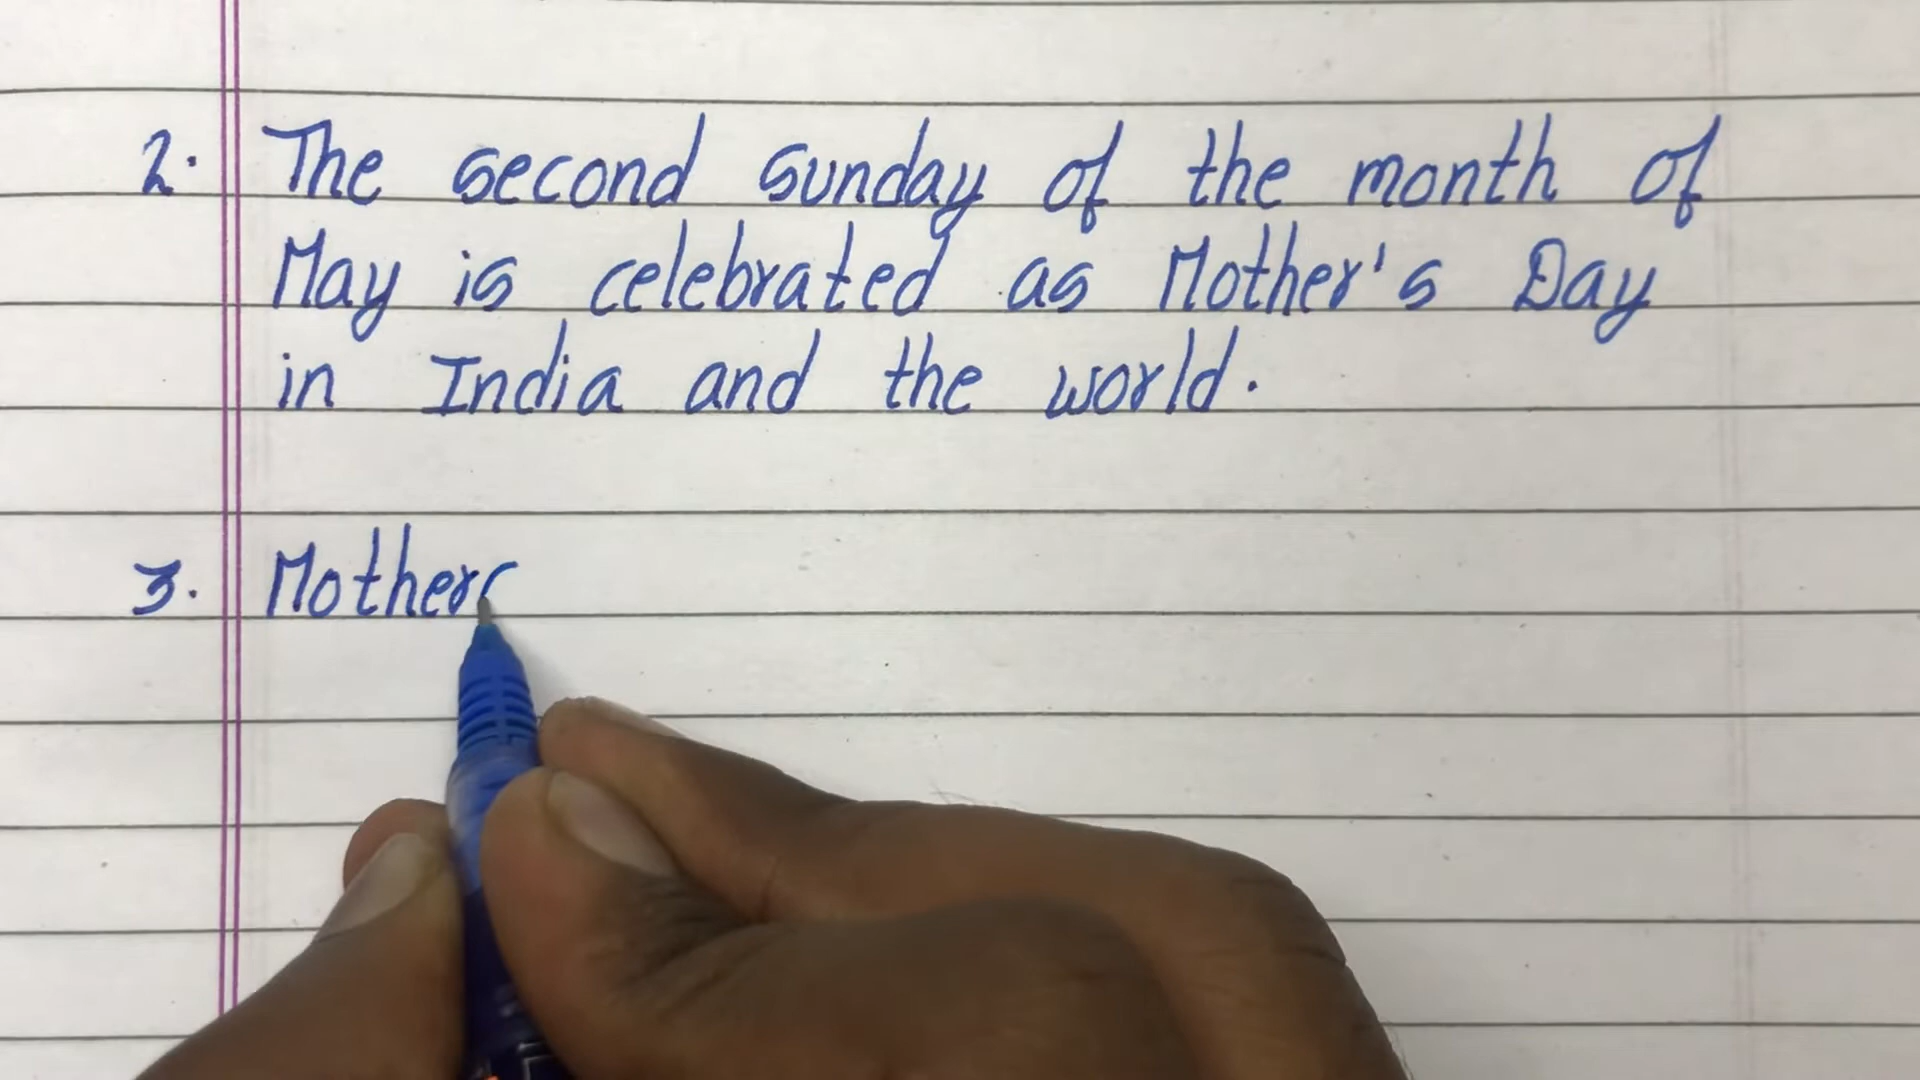 2. The second sunday of the month of
May is celebrated as Mother's Day
in India and the world.
3. Mothers